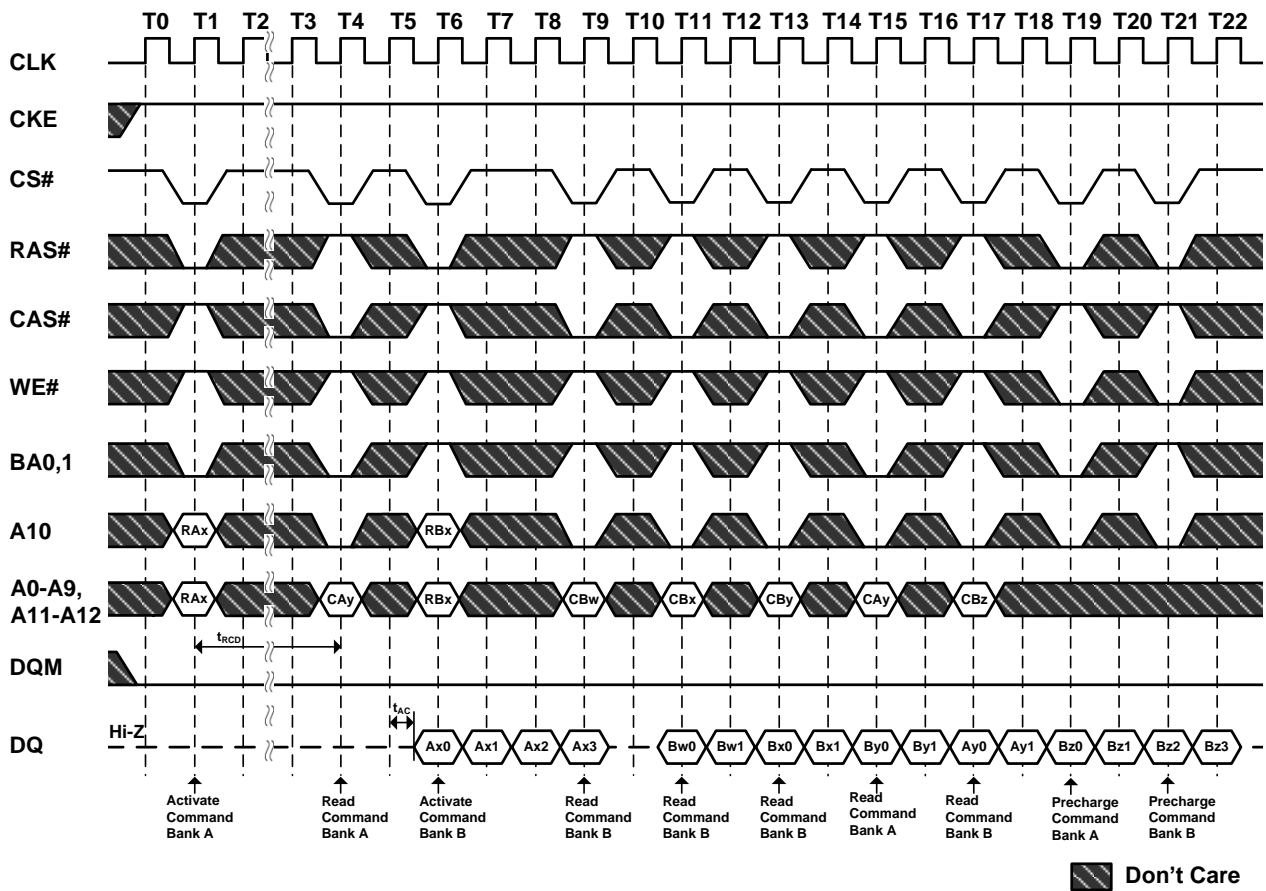 T0 T1 T2 T3 T4 T5 T6 T7 T8 T9 T10 T11 T12 T13 T14 T15 T16 T17 T18 T19 T20 T21 T22
CLK
CKE
CS#
RAS#
CAS#
WE#
BA0,1
A10
RAx RBx
A0-A9,
A11-A12
RAx CAy RBx CBw CBx CBy CAy CBz
tRCD
DQM
tAC
DQ
Hi-Z
Ax0 Ax1 Ax2 Ax3 Bw0 Bw1 Bx0 Bx1 By0 By1 Ay0 Ay1 Bz0 Bz1 Bz2 Bz3
Activate
Command
Bank A
Read
Command
Bank A
Activate
Command
Bank B
Read
Command
Bank B
Read
Command
Bank B
Read
Command
Bank B
Read
Command
Bank A
Read
Command
Bank B
Precharge
Command
Bank A
Precharge
Command
Bank B
Don't Care